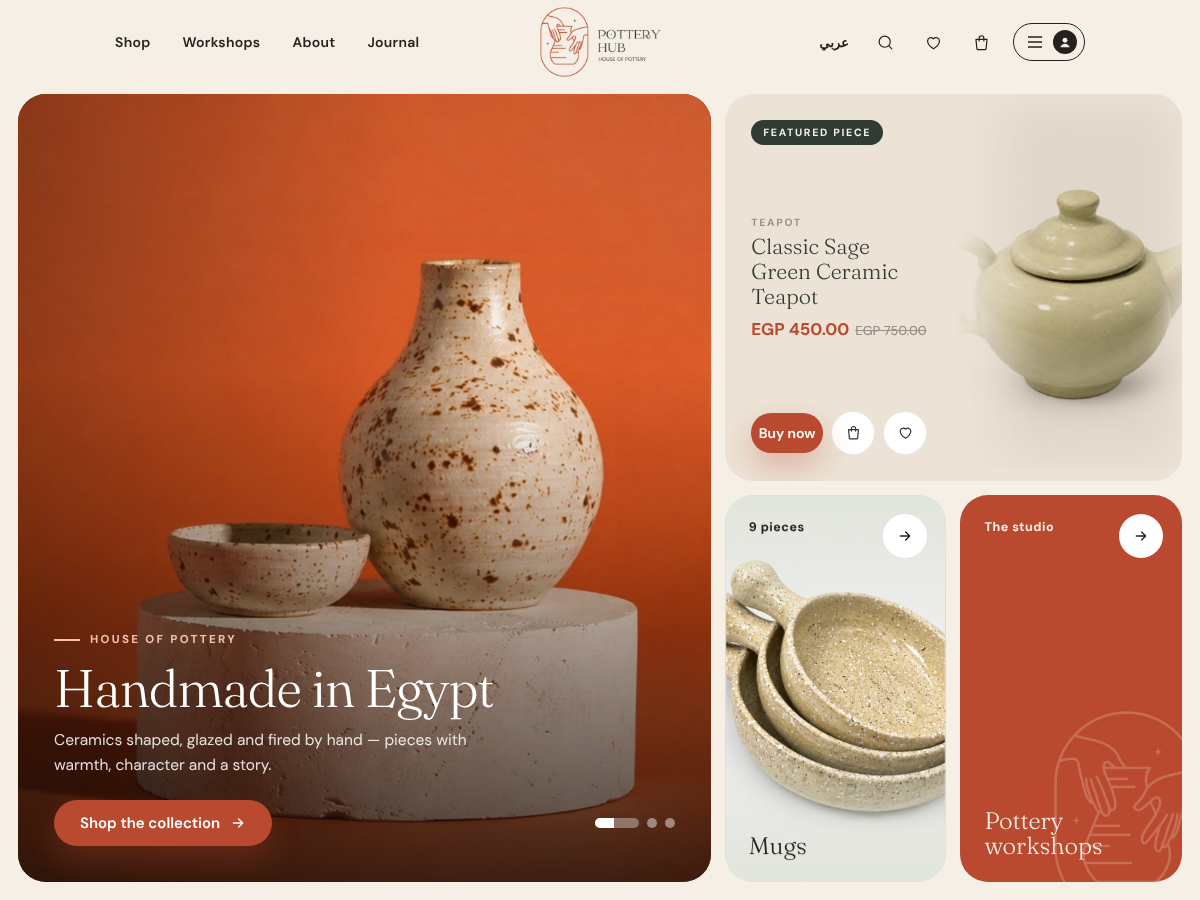 Shop
Workshops
About
Journal
POTTERY
HUB
HOUSE OF POTTERY
عربي
HOUSE OF POTTERY
Handmade in Egypt
Ceramics shaped, glazed and fired by hand — pieces with
warmth, character and a story.
Shop the collection
FEATURED PIECE
TEAPOT
Classic Sage
Green Ceramic
Teapot
EGP 450.00 EGP 750.00
Buy now
9 pieces
Mugs
The studio
Pottery
workshops